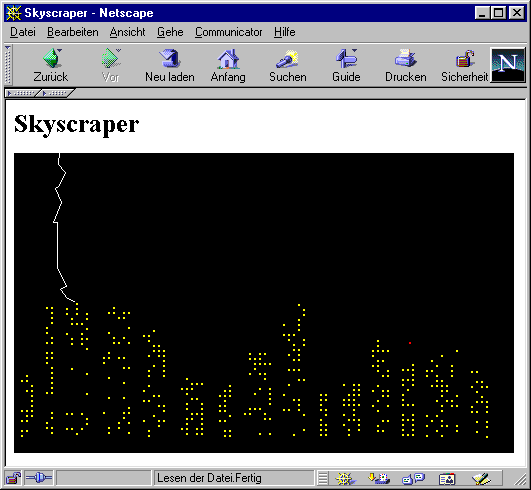 Skyscraper - Netscape
Datei Bearbeiten Ansicht Gehe Communicator Hilfe
Zurück Vor Neu laden Anfang Suchen Guide Drucken Sicherheit N
Skyscraper
Lesen der Datei.Fertig